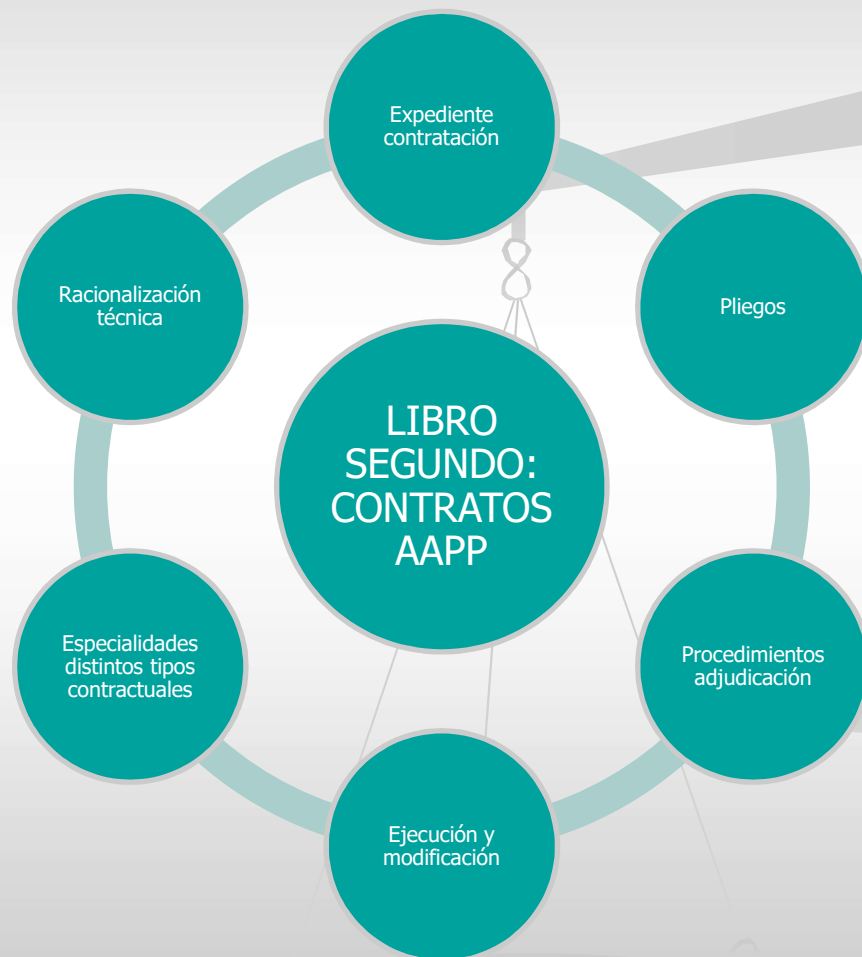 Expediente
contratación
Pliegos
Procedimientos
adjudicación
Ejecución y
modificación
Especialidades
distintos tipos
contractuales
Racionalización
técnica
LIBRO
SEGUNDO:
CONTRATOS
AAPP